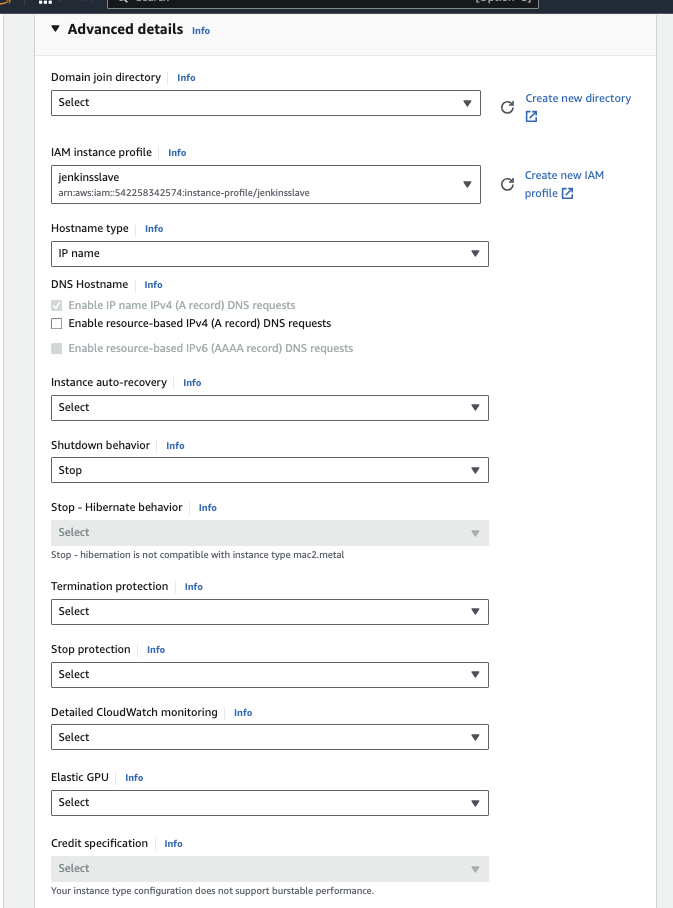 Advanced details Info
Domain join directory Info
Select
Create new directory
IAM instance profile Info
jenkinsslave
arn:aws:iam::542258342574:instance-profile/jenkinsslave
Create new IAM
profile
Hostname type Info
IP name
DNS Hostname Info
Enable IP name IPv4 (A record) DNS requests
Enable resource-based IPv4 (A record) DNS requests
Enable resource-based IPv6 (AAAA record) DNS requests
Instance auto-recovery Info
Select
Shutdown behavior Info
Stop
Stop - Hibernate behavior Info
Select
Stop - hibernation is not compatible with instance type mac2.metal
Termination protection Info
Select
Stop protection Info
Select
Detailed CloudWatch monitoring Info
Select
Elastic GPU Info
Select
Credit specification Info
Select
Your instance type configuration does not support burstable performance.